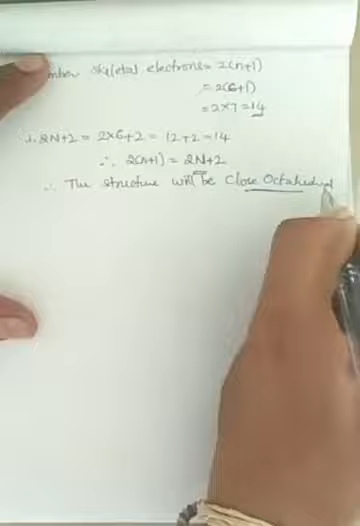 mber skeletal electrons = 2(n+1)
= 2(6+1)
= 2×7 = 14
∴ 2N+2 = 2×6+2 = 12+2 = 14
∴ 2(n+1) = 2N+2
∴ The structure will be Close Octahedral